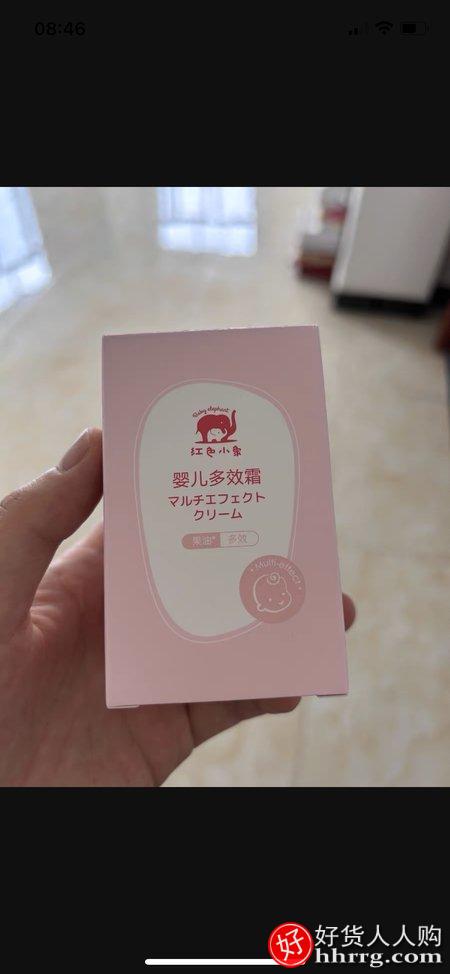 08:46
Baby elephant
红色小象
婴儿多效霜
マルチエフェクト
クリーム
果油* 多效
• Multi-effect •
好 好货人人购
hhrrg.com